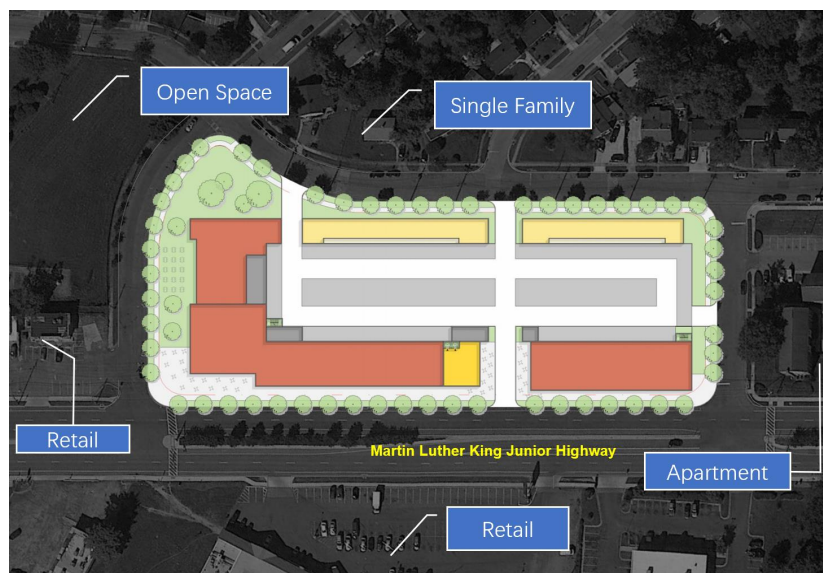 Open Space
Single Family
Retail
Martin Luther King Junior Highway
Apartment
Retail